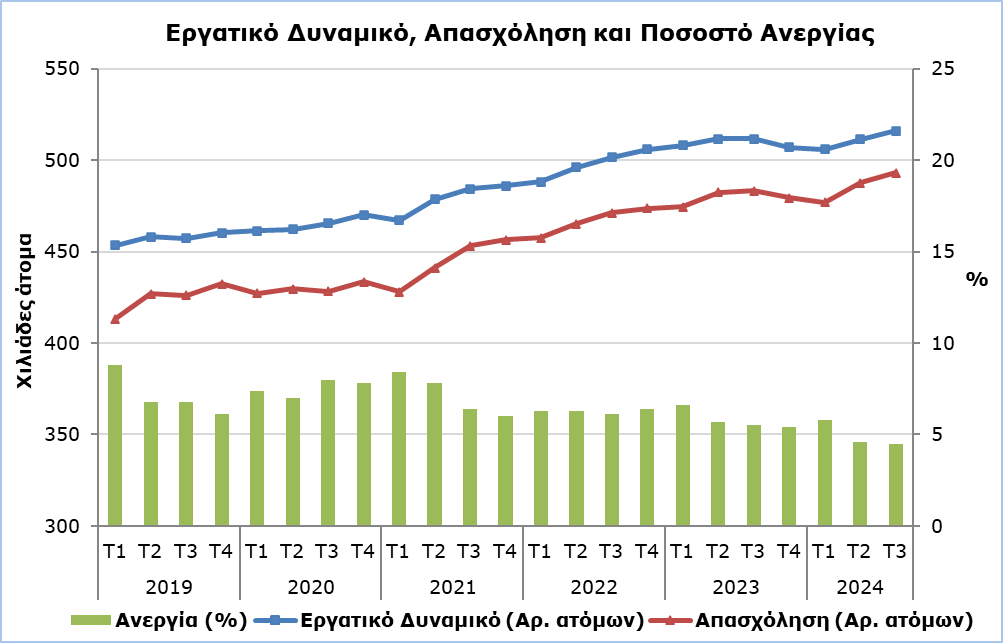 Εργατικό Δυναμικό, Απασχόληση και Ποσοστό Ανεργίας
550 25
500 20
450 15
400 10
350 5
300 0
Χιλιάδες άτομα
%
Τ1 Τ2 Τ3 Τ4 Τ1 Τ2 Τ3 Τ4 Τ1 Τ2 Τ3 Τ4 Τ1 Τ2 Τ3 Τ4 Τ1 Τ2 Τ3 Τ4 Τ1 Τ2 Τ3
2019 2020 2021 2022 2023 2024
Ανεργία (%) Εργατικό Δυναμικό (Αρ. ατόμων) Απασχόληση (Αρ. ατόμων)